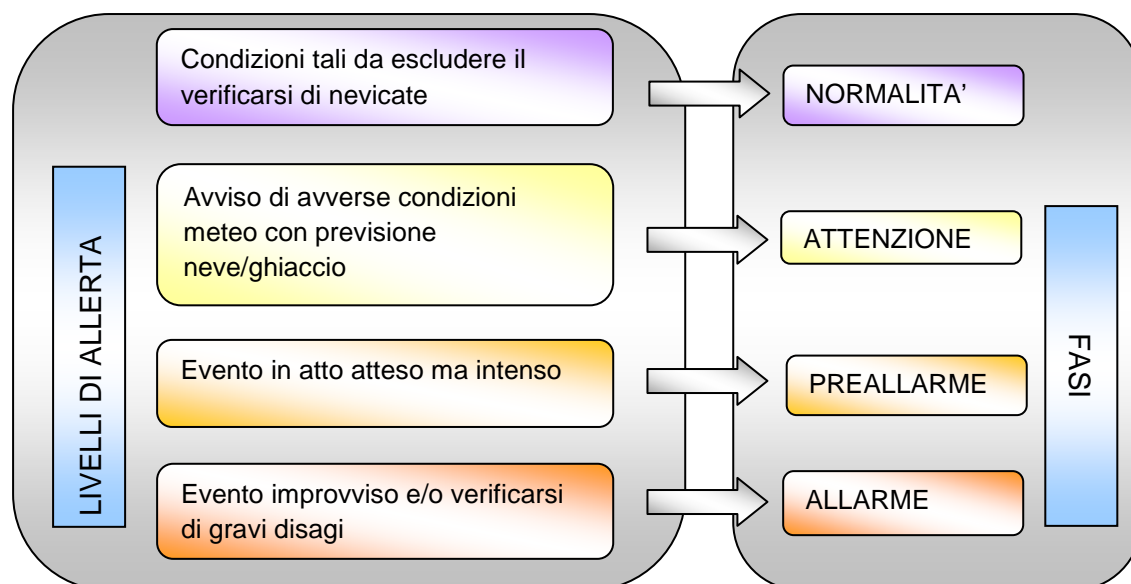 Condizioni tali da escludere il
verificarsi di nevicate
NORMALITA’
LIVELLI DI ALLERTA
Avviso di avverse condizioni
meteo con previsione
neve/ghiaccio
ATTENZIONE
FASI
Evento in atto atteso ma intenso
PREALLARME
Evento improvviso e/o verificarsi
di gravi disagi
ALLARME